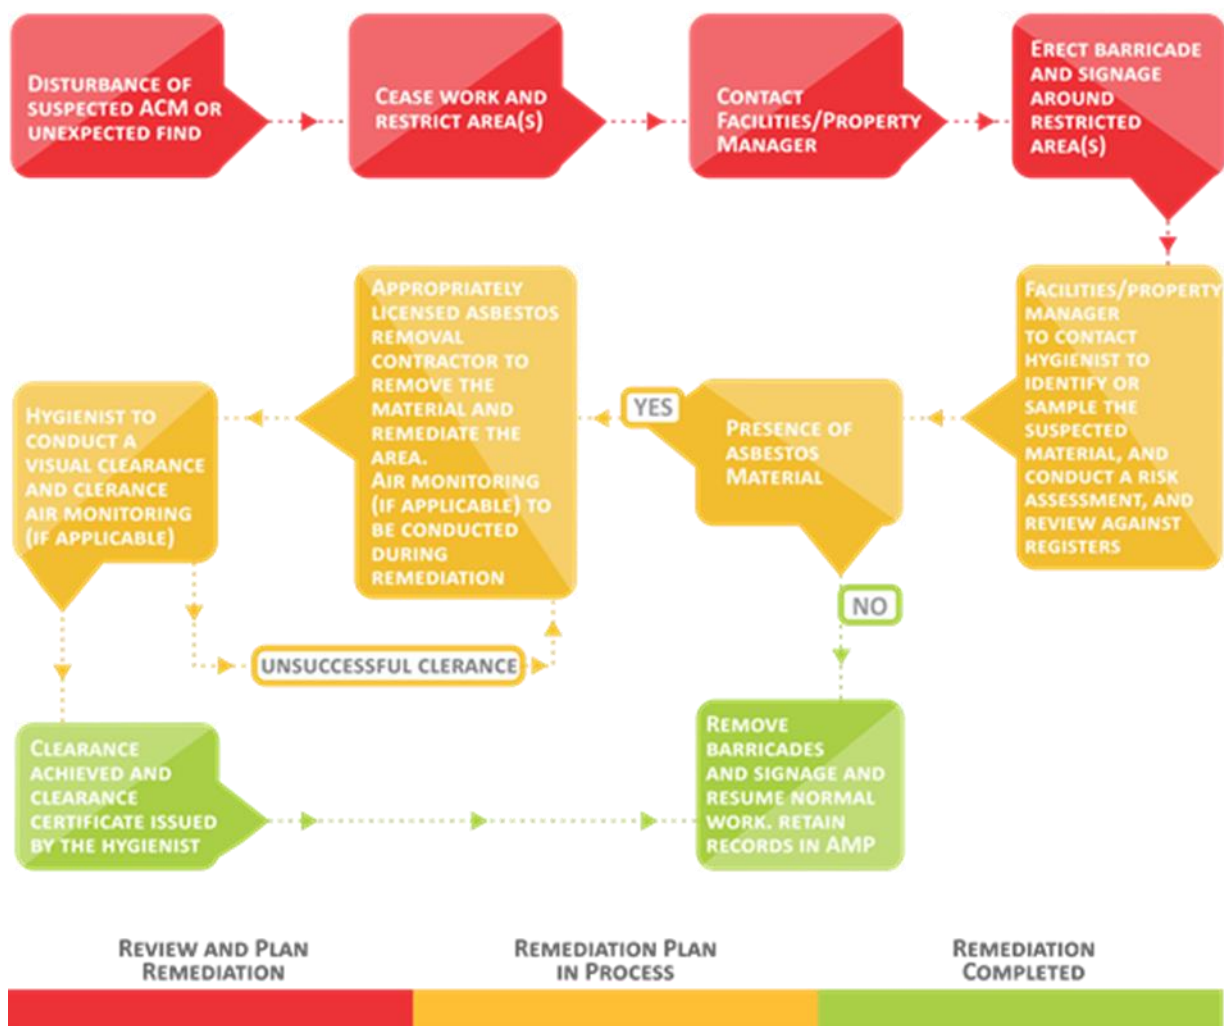 DISTURBANCE OF
SUSPECTED ACM OR
UNEXPECTED FIND
CEASE WORK AND
RESTRICT AREA(S)
CONTACT
FACILITIES/PROPERTY
MANAGER
ERECT BARRICADE
AND SIGNAGE
AROUND
RESTRICTED
AREA(S)
FACILITIES/PROPERTY
MANAGER
TO CONTACT
HYGIENIST TO
IDENTIFY OR
SAMPLE THE
SUSPECTED
MATERIAL, AND
CONDUCT A RISK
ASSESSMENT, AND
REVIEW AGAINST
REGISTERS
PRESENCE OF
ASBESTOS
MATERIAL
YES
NO
APPROPRIATELY
LICENSED ASBESTOS
REMOVAL
CONTRACTOR TO
REMOVE THE
MATERIAL AND
REMEDIATE THE
AREA.
AIR MONITORING
(IF APPLICABLE) TO
BE CONDUCTED
DURING
REMEDIATION
HYGIENIST TO
CONDUCT A
VISUAL CLEARANCE
AND CLERANCE
AIR MONITORING
(IF APPLICABLE)
UNSUCCESSFUL CLERANCE
CLEARANCE
ACHIEVED AND
CLEARANCE
CERTIFICATE ISSUED
BY THE HYGIENIST
REMOVE
BARRICADES
AND SIGNAGE AND
RESUME NORMAL
WORK. RETAIN
RECORDS IN AMP
REVIEW AND PLAN
REMEDIATION
REMEDIATION PLAN
IN PROCESS
REMEDIATION
COMPLETED